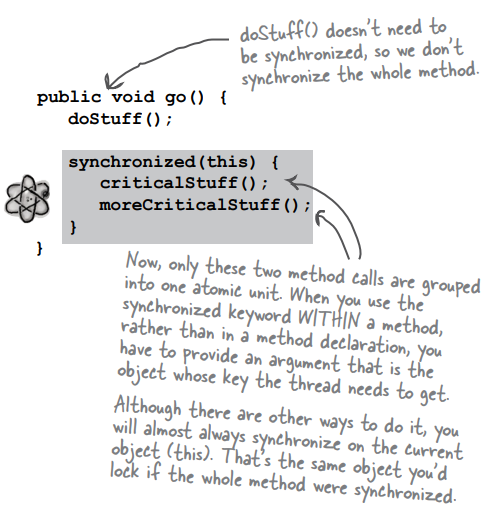 doStuff() doesn't need to
be synchronized, so we don't
synchronize the whole method.
public void go() {
doStuff();
synchronized(this) {
criticalStuff();
moreCriticalStuff();
}
}
Now, only these two method calls are grouped
into one atomic unit. When you use the
synchronized keyword WITHIN a method,
rather than in a method declaration, you
have to provide an argument that is the
object whose key the thread needs to get.
Although there are other ways to do it, you
will almost always synchronize on the current
object (this). That's the same object you'd
lock if the whole method were synchronized.